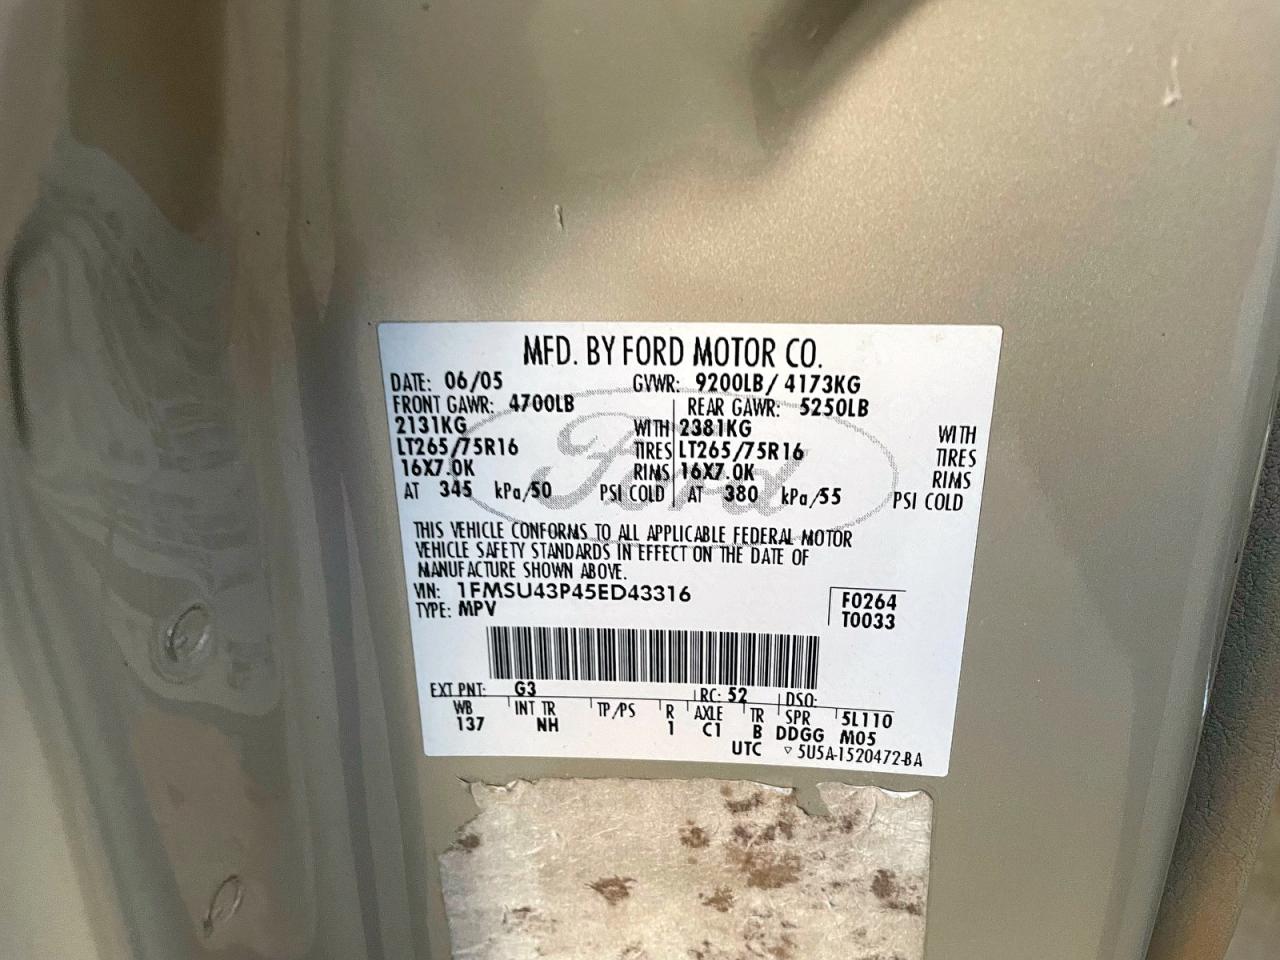 MFD. BY FORD MOTOR CO.
DATE: 06/05 GVWR: 9200LB/ 4173KG
FRONT GAWR: 4700LB REAR GAWR: 5250LB
2131KG WITH 2381KG WITH
LT265/75R16 TIRES LT265/75R16 TIRES
16X7.0K RIMS 16X7.0K RIMS
AT 345 kPa/50 PSI COLD AT 380 kPa/55 PSI COLD
Ford
THIS VEHICLE CONFORMS TO ALL APPLICABLE FEDERAL MOTOR
VEHICLE SAFETY STANDARDS IN EFFECT ON THE DATE OF
MANUFACTURE SHOWN ABOVE.
VIN: 1FMSU43P45ED43316 F0264
TYPE: MPV T0033
EXT PNT: G3 RC: 52 DSO:
WB INT TR TP/PS R AXLE TR SPR 5L110
137 NH 1 C1 B DDGG M05
UTC ▽ 5U5A-1520472-BA